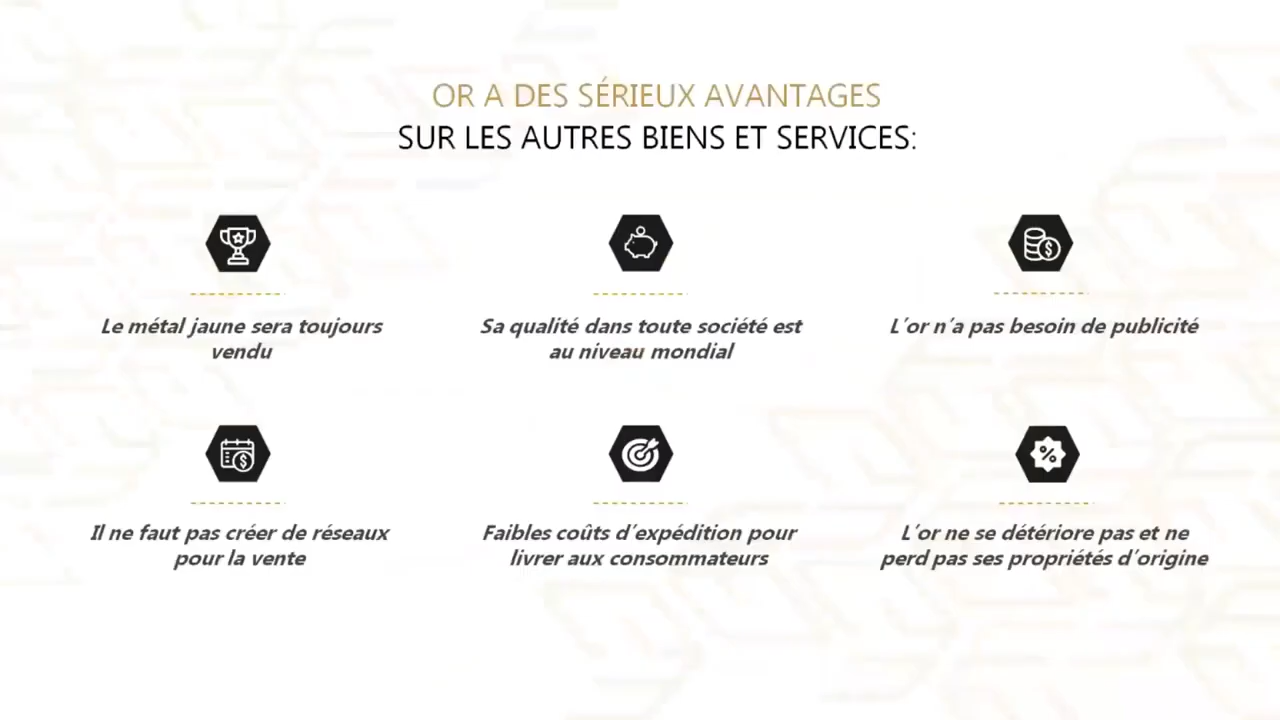 OR A DES SÉRIEUX AVANTAGES
SUR LES AUTRES BIENS ET SERVICES:
Le métal jaune sera toujours
vendu
Sa qualité dans toute société est
au niveau mondial
L'or n'a pas besoin de publicité
Il ne faut pas créer de réseaux
pour la vente
Faibles coûts d'expédition pour
livrer aux consommateurs
L'or ne se détériore pas et ne
perd pas ses propriétés d'origine